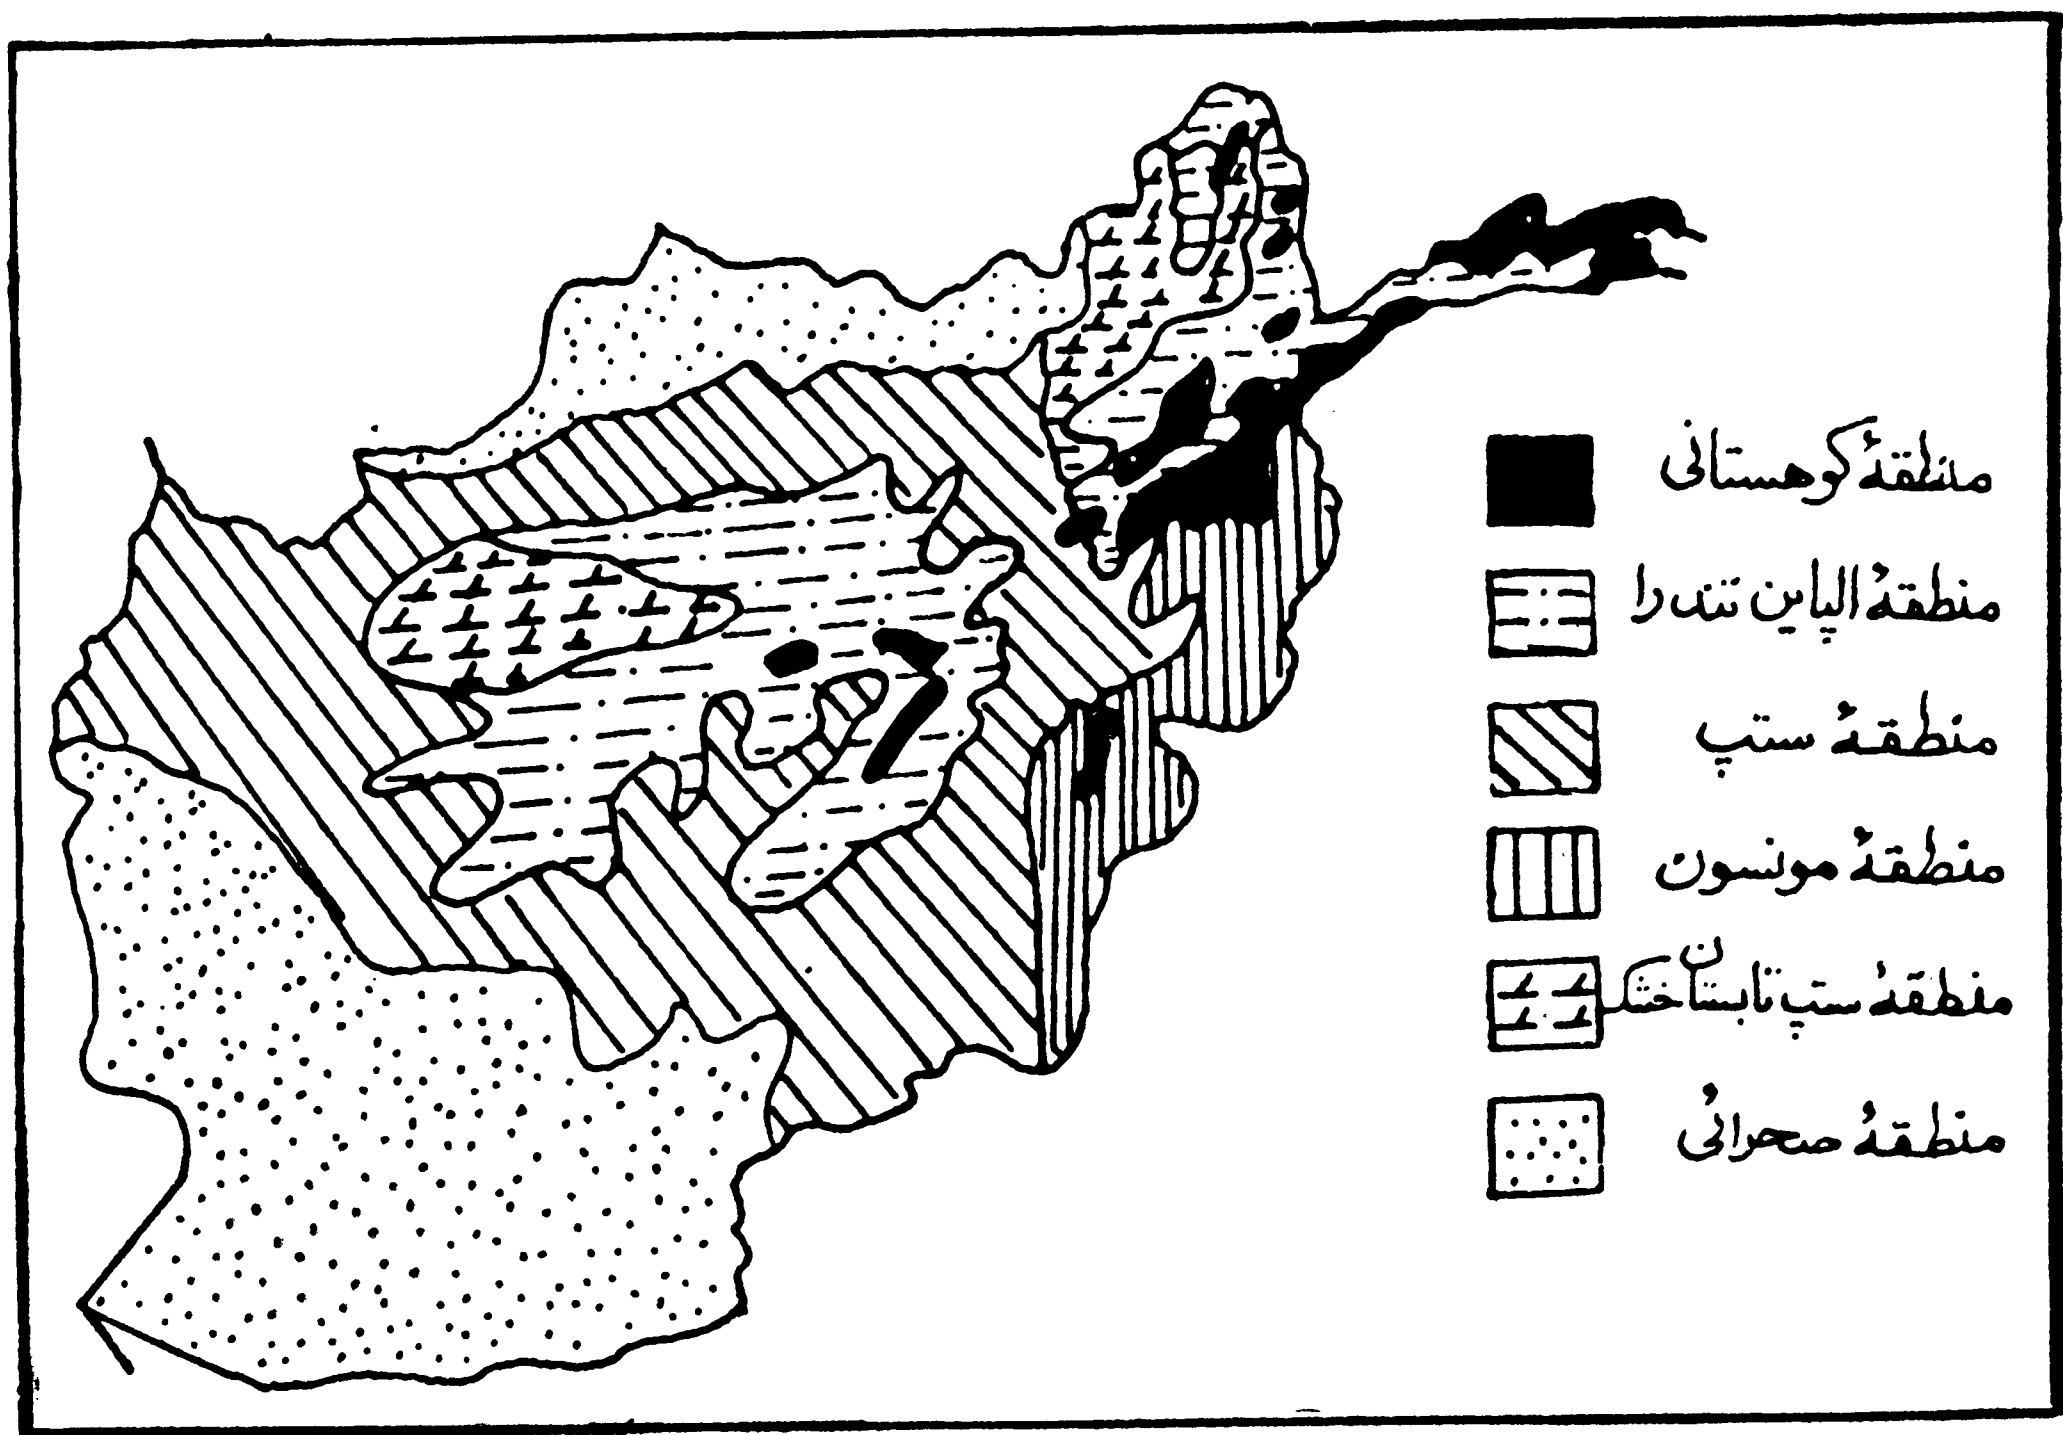 منطقهٔ کوهستانی
منطقهٔ الپاین تندرا
منطقهٔ ستپ
منطقهٔ مونسون
منطقهٔ ستپ تابستان خشک
منطقهٔ صحرائی